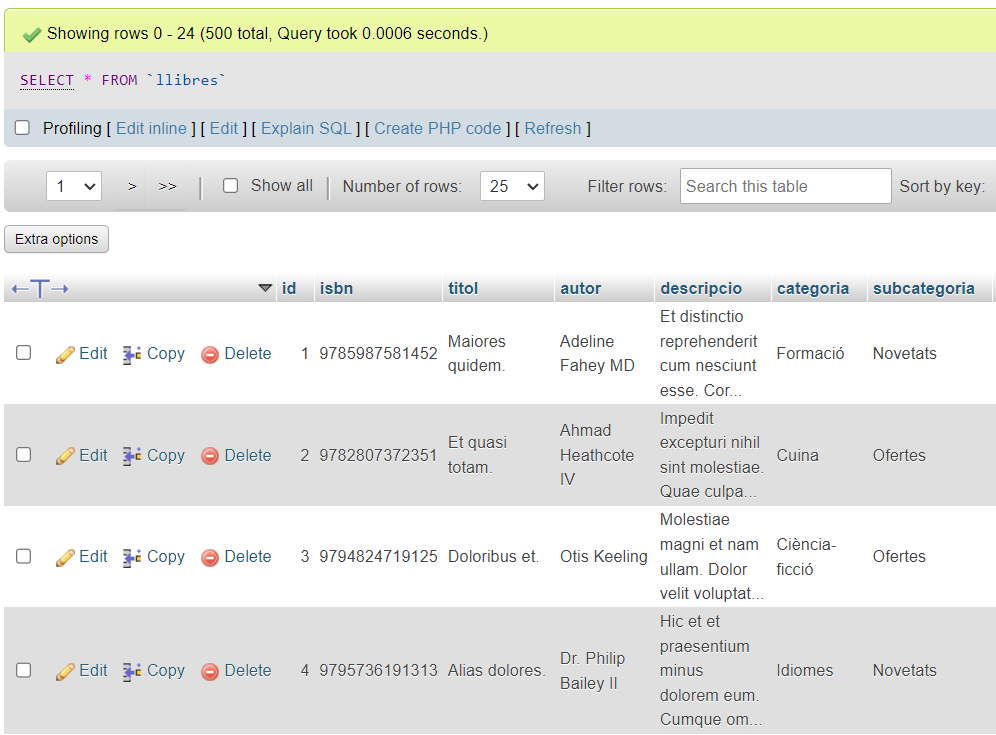 Showing rows 0 - 24 (500 total, Query took 0.0006 seconds.)
SELECT * FROM `llibres`
Profiling [ Edit inline ] [ Edit ] [ Explain SQL ] [ Create PHP code ] [ Refresh ]
1 > >> Show all Number of rows: 25 Filter rows: Search this table Sort by key:
Extra options
←T→ id isbn titol autor descripcio categoria subcategoria
Edit Copy Delete 1 9785987581452 Maiores quidem. Adeline Fahey MD Et distinctio reprehenderit cum nesciunt esse. Cor... Formació Novetats
Edit Copy Delete 2 9782807372351 Et quasi totam. Ahmad Heathcote IV Impedit excepturi nihil sint molestiae. Quae culpa... Cuina Ofertes
Edit Copy Delete 3 9794824719125 Doloribus et. Otis Keeling Molestiae magni et nam ullam. Dolor velit voluptat... Ciència-ficció Ofertes
Edit Copy Delete 4 9795736191313 Alias dolores. Dr. Philip Bailey II Hic et et praesentium minus dolorem eum. Cumque om... Idiomes Novetats